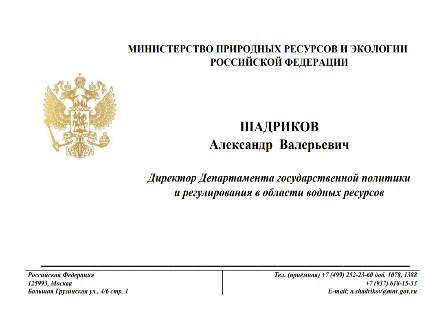 МИНИСТЕРСТВО ПРИРОДНЫХ РЕСУРСОВ И ЭКОЛОГИИ
РОССИЙСКОЙ ФЕДЕРАЦИИ
ШАДРИКОВ
Александр Валерьевич
Директор Департамента государственной политики
и регулирования в области водных ресурсов
Российская Федерация
125993, Москва
Большая Грузинская ул., 4/6 стр. 1
Тел. (приёмная) +7 (499) 252-23-60 доб. 1078, 1388
+7 (937) 618-15-33
E-mail: a.shadrikov@mnr.gov.ru